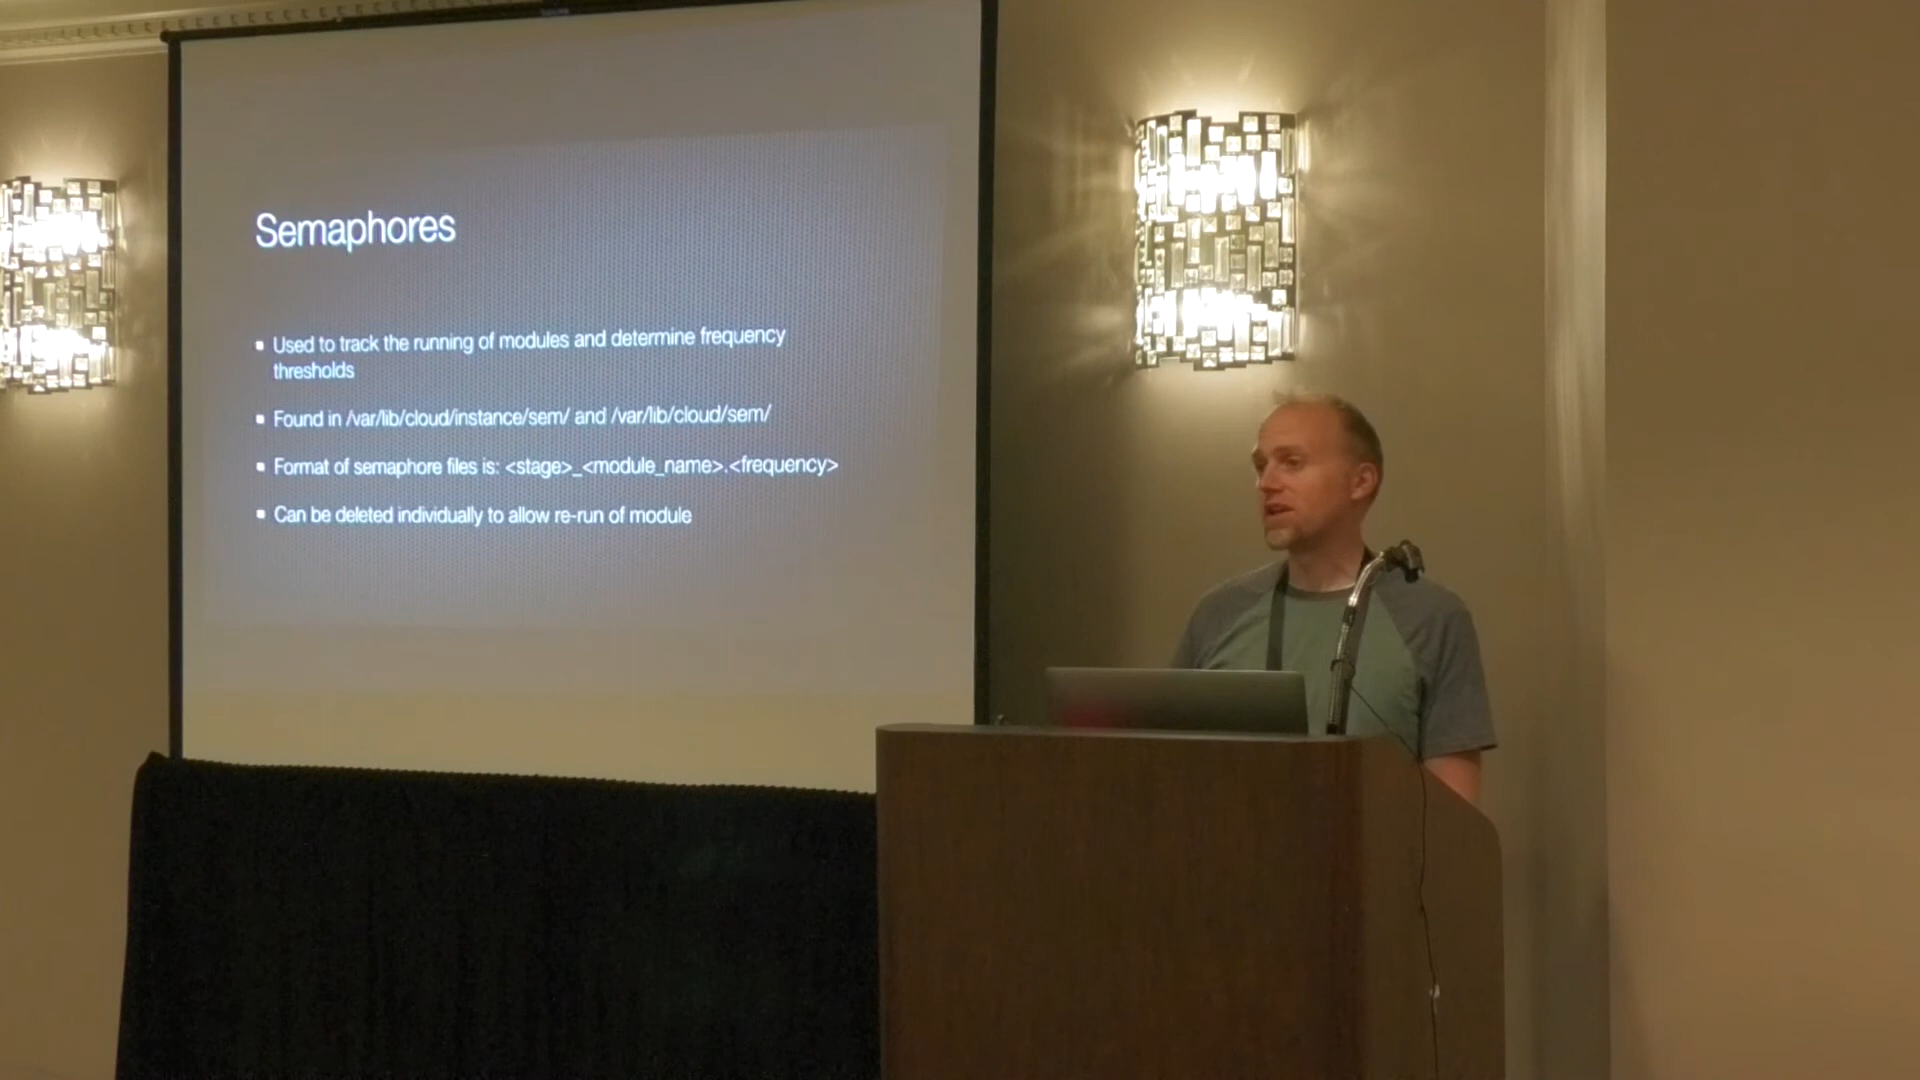 Semaphores
Used to track the running of modules and determine frequency
thresholds
Found in /var/lib/cloud/instance/sem/ and /var/lib/cloud/sem/
Format of semaphore files is: <stage>_<module_name>.<frequency>
Can be deleted individually to allow re-run of module